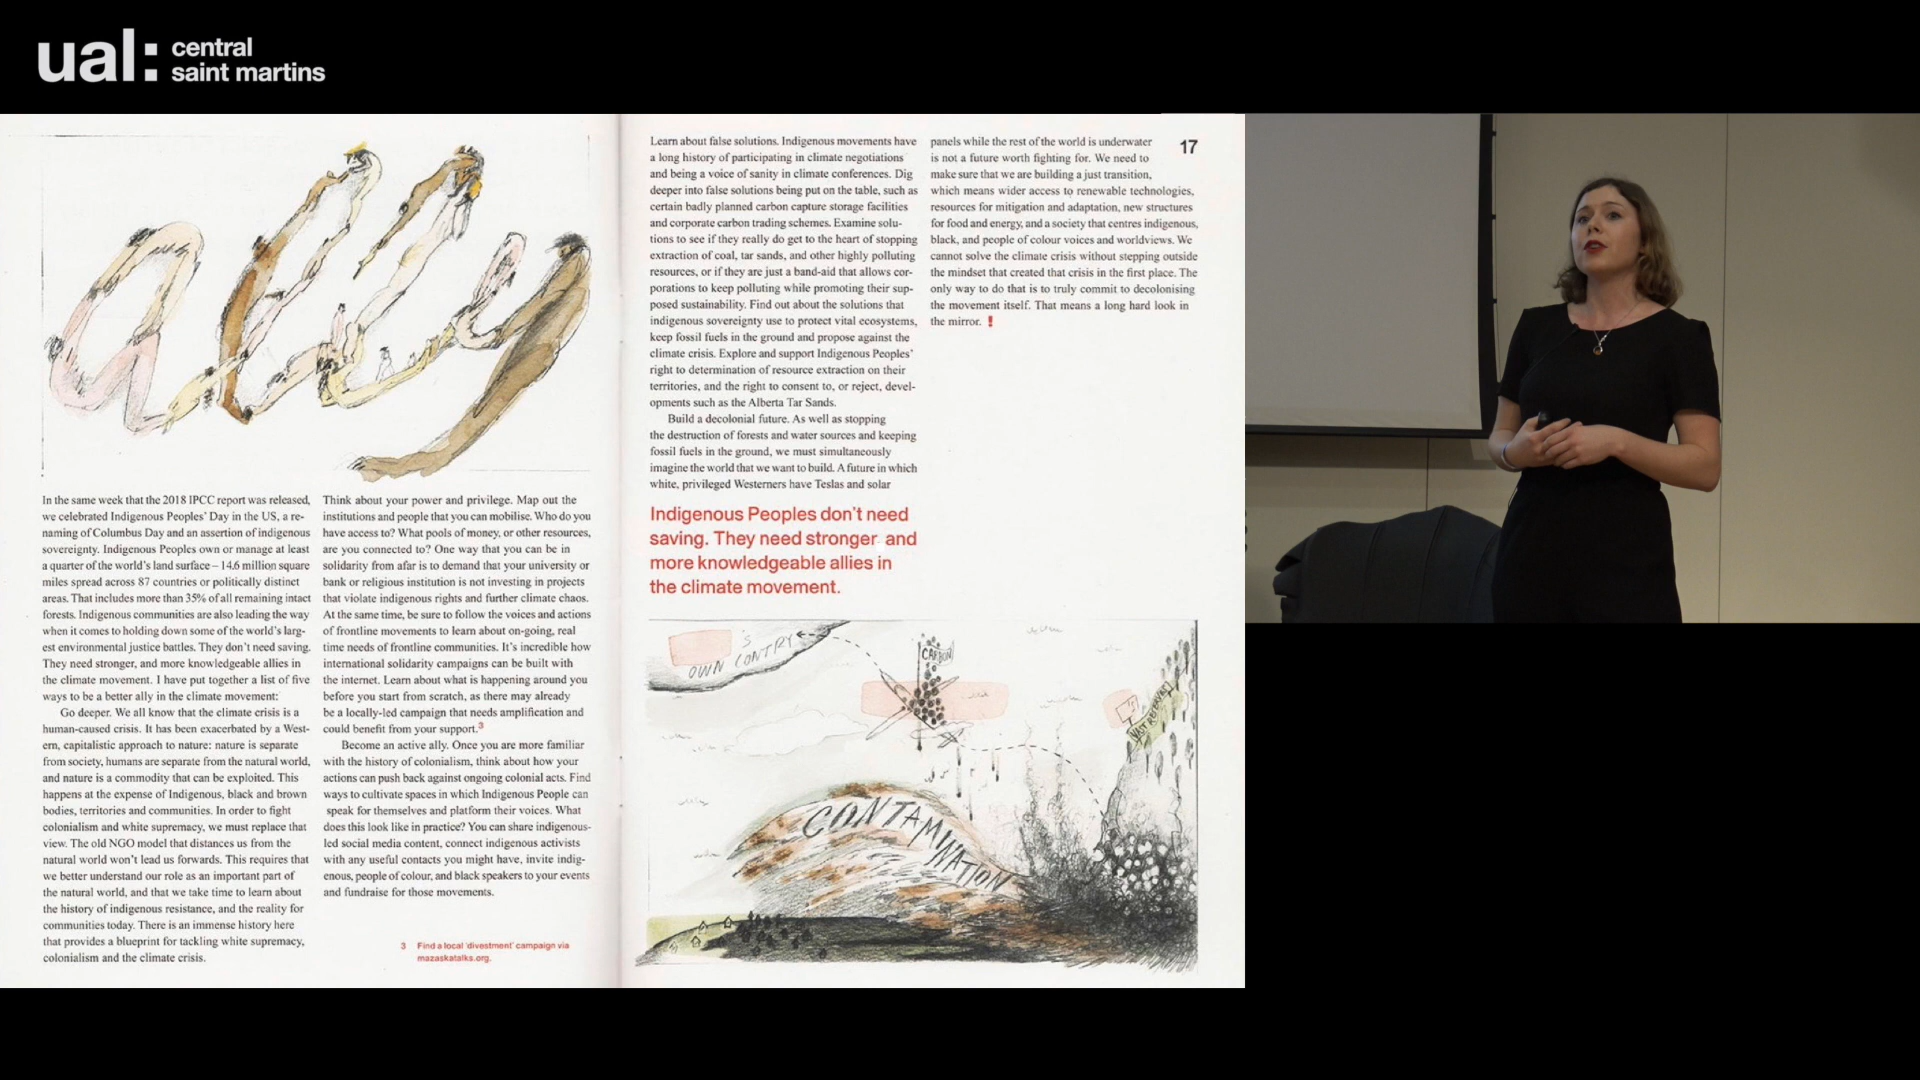 ual:
central
saint martins
ally
In the same week that the 2018 IPCC report was released,
we celebrated Indigenous Peoples' Day in the US, a re-
naming of Columbus Day and an assertion of indigenous
sovereignty. Indigenous Peoples own or manage at least
a quarter of the world's land surface – 14.6 million square
miles spread across 87 countries or politically distinct
areas. That includes more than 35% of all remaining intact
forests. Indigenous communities are also leading the way
when it comes to holding down some of the world's larg-
est environmental justice battles. They don't need saving.
They need stronger, and more knowledgeable allies in
the climate movement. I have put together a list of five
ways to be a better ally in the climate movement:
Go deeper. We all know that the climate crisis is a
human-caused crisis. It has been exacerbated by a West-
ern, capitalistic approach to nature: nature is separate
from society, humans are separate from the natural world,
and nature is a commodity that can be exploited. This
happens at the expense of Indigenous, black and brown
bodies, territories and communities. In order to fight
colonialism and white supremacy, we must replace that
view. The old NGO model that distances us from the
natural world won't lead us forwards. This requires that
we better understand our role as an important part of
the natural world, and that we take time to learn about
the history of indigenous resistance, and the reality for
communities today. There is an immense history here
that provides a blueprint for tackling white supremacy,
colonialism and the climate crisis.
Think about your power and privilege. Map out the
institutions and people that you can mobilise. Who do you
have access to? What pools of money, or other resources,
are you connected to? One way that you can be in
solidarity from afar is to demand that your university or
bank or religious institution is not investing in projects
that violate indigenous rights and further climate chaos.
At the same time, be sure to follow the voices and actions
of frontline movements to learn about on-going, real
time needs of frontline communities. It's incredible how
international solidarity campaigns can be built with
the internet. Learn about what is happening around you
before you start from scratch, as there may already
be a locally-led campaign that needs amplification and
could benefit from your support.3
Become an active ally. Once you are more familiar
with the history of colonialism, think about how your
actions can push back against ongoing colonial acts. Find
ways to cultivate spaces in which Indigenous People can
speak for themselves and platform their voices. What
does this look like in practice? You can share indigenous-
led social media content, connect indigenous activists
with any useful contacts you might have, invite indig-
enous, people of colour, and black speakers to your events
and fundraise for those movements.
3 Find a local 'divestment' campaign via
mazaskatalks.org.
Learn about false solutions. Indigenous movements have
a long history of participating in climate negotiations
and being a voice of sanity in climate conferences. Dig
deeper into false solutions being put on the table, such as
certain badly planned carbon capture storage facilities
and corporate carbon trading schemes. Examine solu-
tions to see if they really do get to the heart of stopping
extraction of coal, tar sands, and other highly polluting
resources, or if they are just a band-aid that allows cor-
porations to keep polluting while promoting their sup-
posed sustainability. Find out about the solutions that
indigenous sovereignty use to protect vital ecosystems,
keep fossil fuels in the ground and propose against the
climate crisis. Explore and support Indigenous Peoples'
right to determination of resource extraction on their
territories, and the right to consent to, or reject, devel-
opments such as the Alberta Tar Sands.
Build a decolonial future. As well as stopping
the destruction of forests and water sources and keeping
fossil fuels in the ground, we must simultaneously
imagine the world that we want to build. A future in which
white, privileged Westerners have Teslas and solar
Indigenous Peoples don't need
saving. They need stronger and
more knowledgeable allies in
the climate movement.
17
panels while the rest of the world is underwater
is not a future worth fighting for. We need to
make sure that we are building a just transition,
which means wider access to renewable technologies,
resources for mitigation and adaptation, new structures
for food and energy, and a society that centres indigenous,
black, and people of colour voices and worldviews. We
cannot solve the climate crisis without stepping outside
the mindset that created that crisis in the first place. The
only way to do that is to truly commit to decolonising
the movement itself. That means a long hard look in
the mirror. !
'S
OWN CONTRY
CARBON
CONTAMINATION